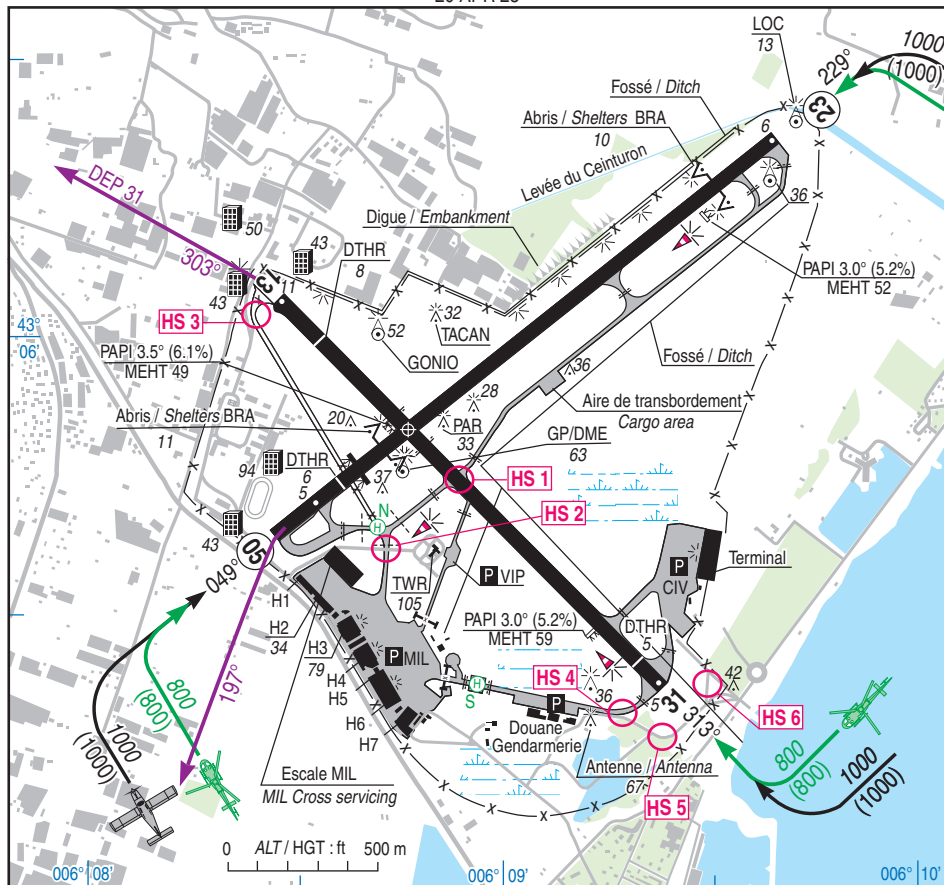 LOC
13
229°
1000
(1000)
23
Fossé / Ditch
Abris / Shelters BRA
10
6
Levée du Ceinturon
36
DEP 31
303°
50
43
DTHR
8
Digue / Embankment
43
13
11
HS 3
PAPI 3.0° (5.2%)
MEHT 52
43°
06'
52
GONIO
32
TACAN
PAPI 3.5° (6.1%)
MEHT 49
Fossé / Ditch
36
28
Aire de transbordement
Cargo area
Abris / Shelters BRA
11
20
PAR
33
GP/DME
63
94
DTHR
6
5
37
HS 1
N
H
HS 2
43
05
049°
TWR
105
P VIP
P
CIV
Terminal
H1
H2
34
H3
79
H4
H5
H6
H7
P MIL
PAPI 3.0° (5.2%)
MEHT 59
DTHR
5
197°
HS 4
36
5
31
313°
42
HS 6
H
S
P
Douane
Gendarmerie
HS 5
Antenne / Antenna
67
800
(800)
1000
(1000)
800
(800)
1000
(1000)
Escale MIL
MIL Cross servicing
0 ALT / HGT : ft 500 m
006° 08'
006° 09'
006° 10'